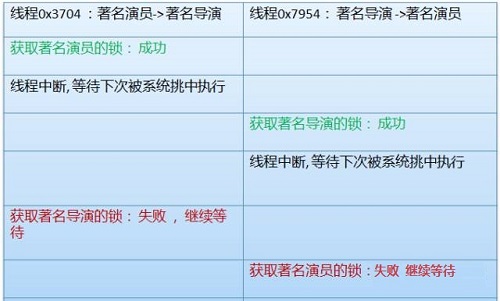 线程0x3704 ：著名演员->著名导演
线程0x7954 ：著名导演 ->著名演员
获取著名演员的锁：成功
线程中断, 等待下次被系统挑中执行
获取著名导演的锁：成功
线程中断, 等待下次被系统挑中执行
获取著名导演的锁：失败 ，继续等
待
获取著名演员的锁：失败 继续等待